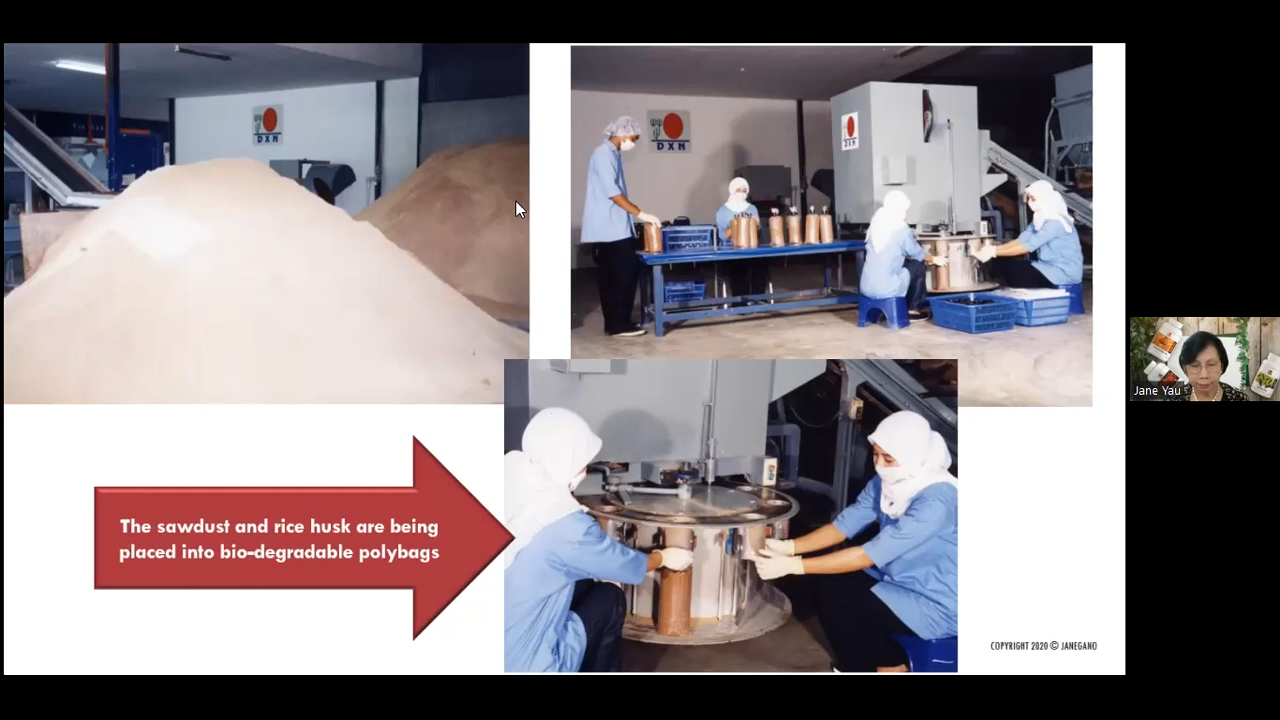 DXN
DXN
DXN
The sawdust and rice husk are being
placed into bio-degradable polybags
Jane Yau
COPYRIGHT 2020 © JANEGANO